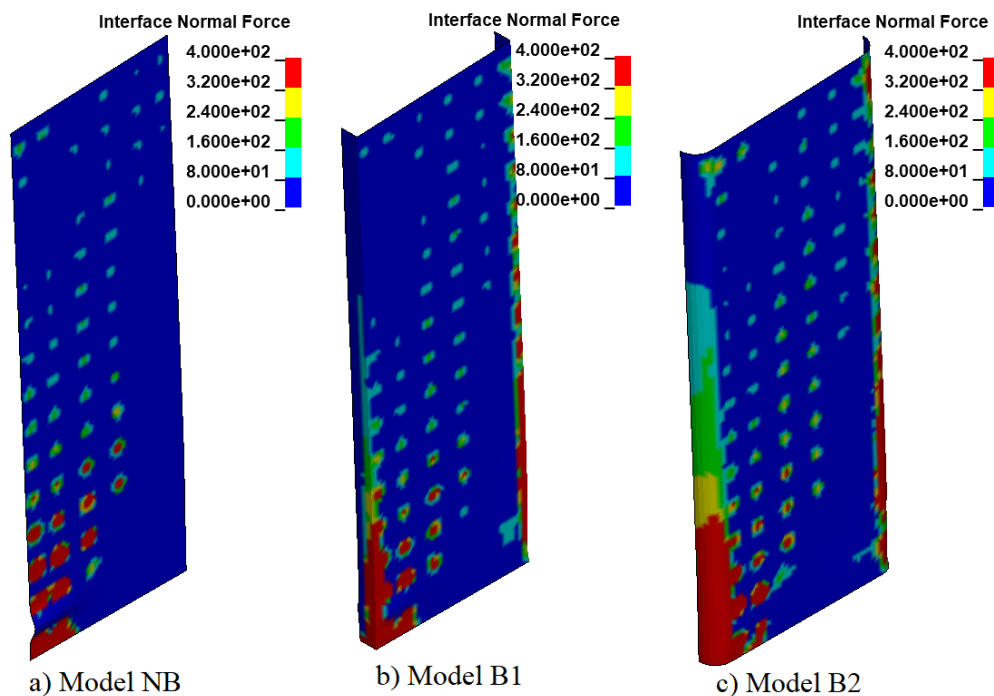 Interface Normal Force
4.000e+02
3.200e+02
2.400e+02
1.600e+02
8.000e+01
0.000e+00
Interface Normal Force
4.000e+02
3.200e+02
2.400e+02
1.600e+02
8.000e+01
0.000e+00
Interface Normal Force
4.000e+02
3.200e+02
2.400e+02
1.600e+02
8.000e+01
0.000e+00
a) Model NB
b) Model B1
c) Model B2